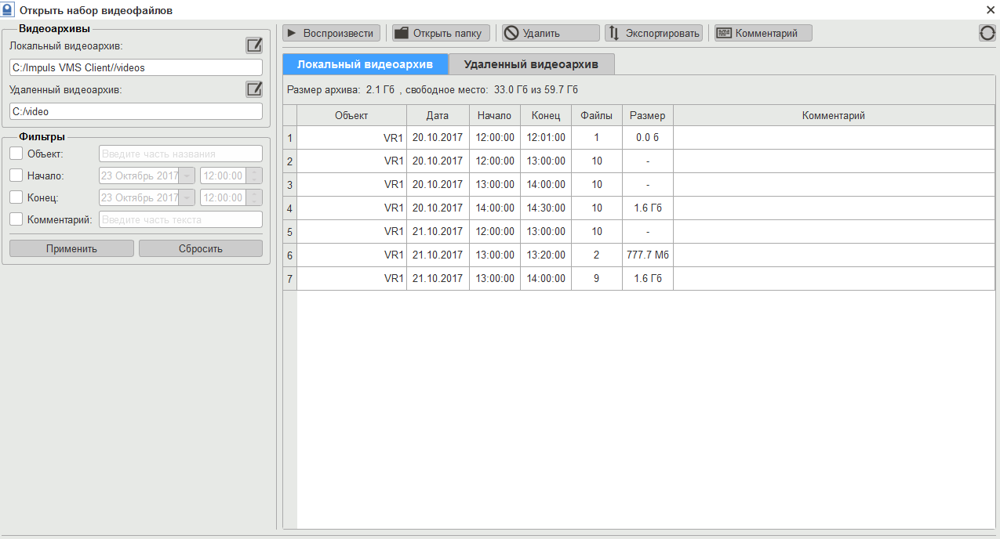 Открыть набор видеофайлов
Видеоархивы
Локальный видеоархив:
C:/Impuls VMS Client//videos
Удаленный видеоархив:
C:/video
Фильтры
Объект: Введите часть названия
Начало: 23 Октябрь 2017 12:00:00
Конец: 23 Октябрь 2017 12:00:00
Комментарий: Введите часть текста
Применить Сбросить
Воспроизвести Открыть папку Удалить Экспортировать Комментарий
Локальный видеоархив Удаленный видеоархив
Размер архива: 2.1 Гб , свободное место: 33.0 Гб из 59.7 Гб
Объект Дата Начало Конец Файлы Размер Комментарий
1 VR1 20.10.2017 12:00:00 12:01:00 1 0.0 б
2 VR1 20.10.2017 12:00:00 13:00:00 10 -
3 VR1 20.10.2017 13:00:00 14:00:00 10 -
4 VR1 20.10.2017 14:00:00 14:30:00 10 1.6 Гб
5 VR1 21.10.2017 12:00:00 13:00:00 10 -
6 VR1 21.10.2017 13:00:00 13:20:00 2 777.7 Мб
7 VR1 21.10.2017 13:00:00 14:00:00 9 1.6 Гб